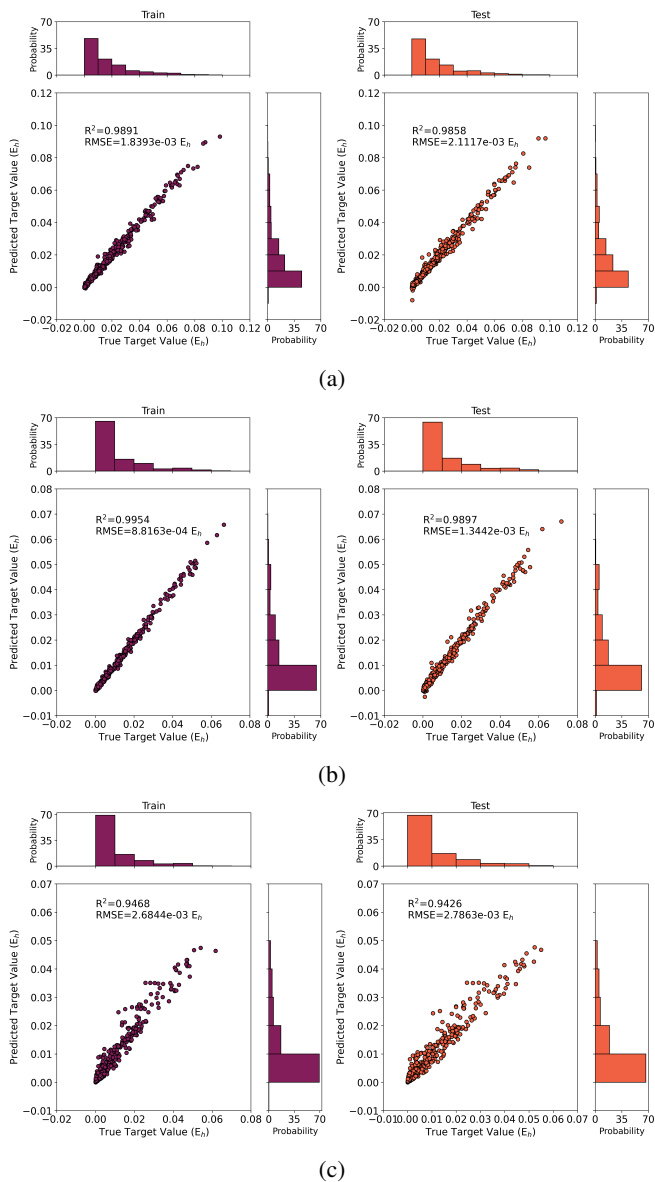 Train
Test
Probability
70
35
0
Probability
70
35
0
Predicted Target Value (Eh)
0.12
0.10
0.08
0.06
0.04
0.02
0.00
−0.02
R²=0.9891
RMSE=1.8393e-03 Eh
−0.02 0.00 0.02 0.04 0.06 0.08 0.10 0.12
True Target Value (Eh)
0 35 70
Probability
Predicted Target Value (Eh)
0.12
0.10
0.08
0.06
0.04
0.02
0.00
−0.02
R²=0.9858
RMSE=2.1117e-03 Eh
−0.02 0.00 0.02 0.04 0.06 0.08 0.10 0.12
True Target Value (Eh)
0 35 70
Probability
(a)
Train
Test
Probability
70
35
0
Probability
70
35
0
Predicted Target Value (Eh)
0.08
0.07
0.06
0.05
0.04
0.03
0.02
0.01
0.00
−0.01
R²=0.9954
RMSE=8.8163e-04 Eh
−0.02 0.00 0.02 0.04 0.06 0.08
True Target Value (Eh)
0 35 70
Probability
Predicted Target Value (Eh)
0.08
0.07
0.06
0.05
0.04
0.03
0.02
0.01
0.00
−0.01
R²=0.9897
RMSE=1.3442e-03 Eh
−0.02 0.00 0.02 0.04 0.06 0.08
True Target Value (Eh)
0 35 70
Probability
(b)
Train
Test
Probability
70
35
0
Probability
70
35
0
Predicted Target Value (Eh)
0.07
0.06
0.05
0.04
0.03
0.02
0.01
0.00
−0.01
R²=0.9468
RMSE=2.6844e-03 Eh
−0.02 0.00 0.02 0.04 0.06 0.08
True Target Value (Eh)
0 35 70
Probability
Predicted Target Value (Eh)
0.07
0.06
0.05
0.04
0.03
0.02
0.01
0.00
−0.01
R²=0.9426
RMSE=2.7863e-03 Eh
−0.01 0.00 0.01 0.02 0.03 0.04 0.05 0.06 0.07
True Target Value (Eh)
0 35 70
Probability
(c)